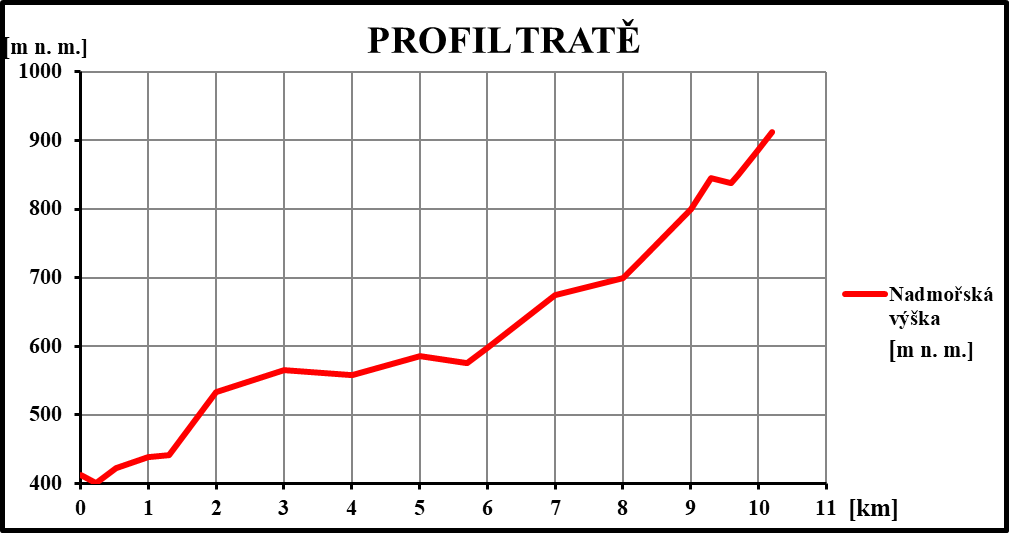 PROFIL TRATĚ
[m n. m.]
1000
900
800
700
600
500
400
0 1 2 3 4 5 6 7 8 9 10 11 [km]
Nadmořská
výška
[m n. m.]